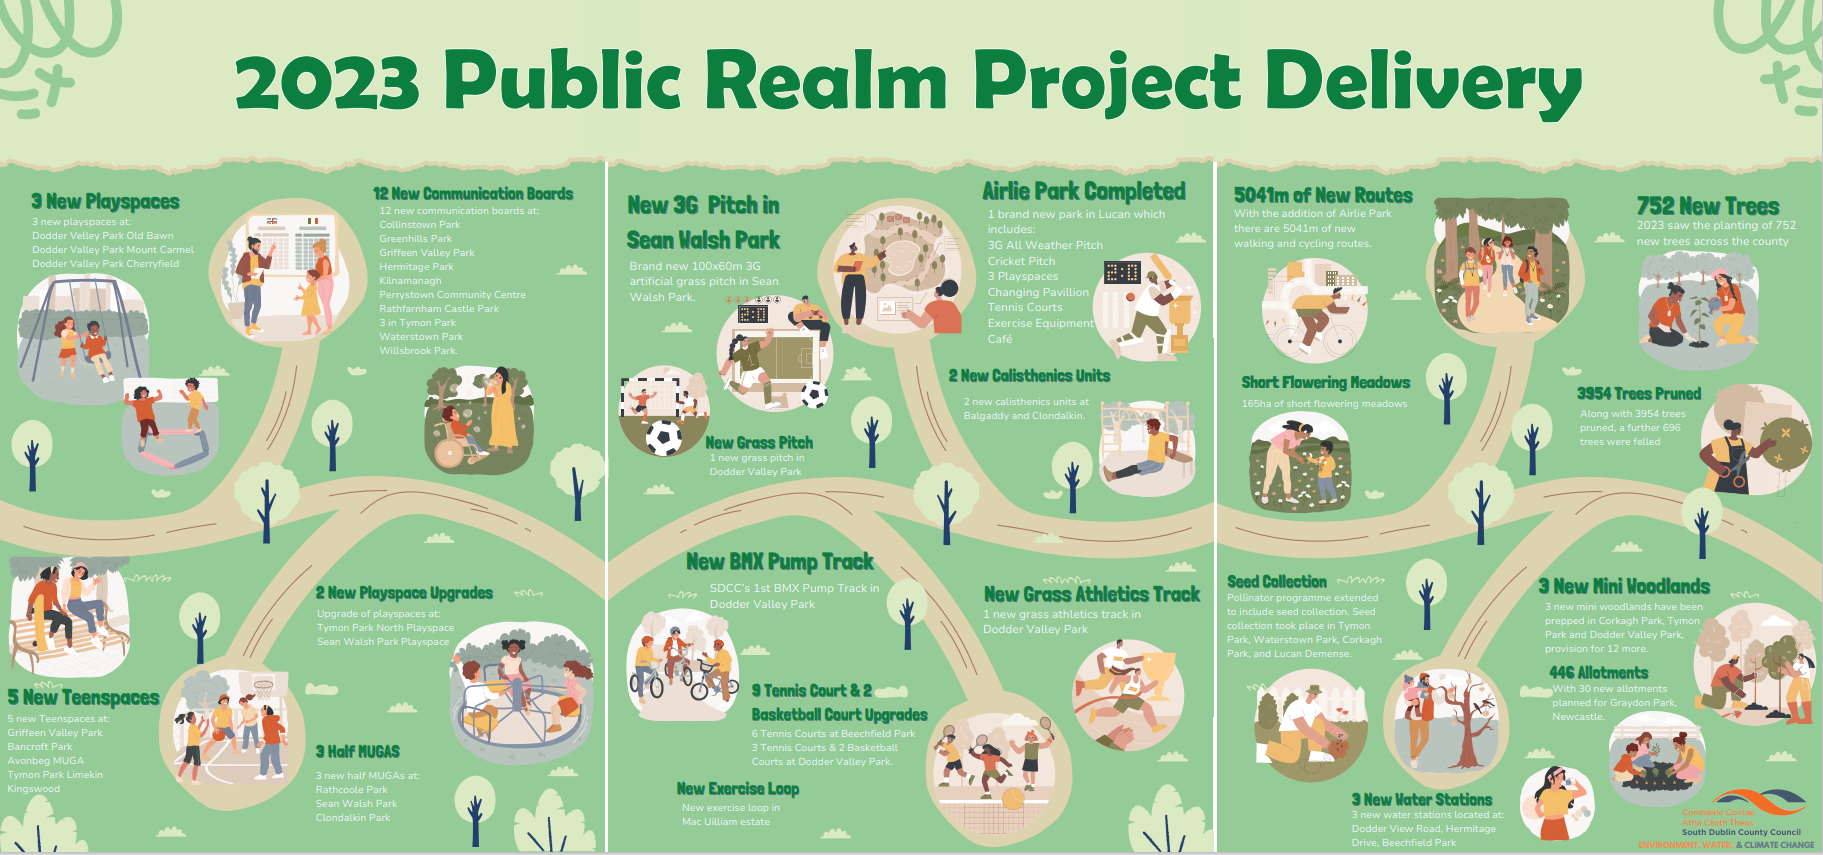 2023 Public Realm Project Delivery
3 New Playspaces
3 new playspaces at:
Dodder Valley Park Old Bawn
Dodder Valley Park Mount Carmel
Dodder Valley Park Cherryfield
12 New Communication Boards
12 new communication boards at:
Collinstown Park
Greenhills Park
Griffeen Valley Park
Hermitage Park
Kilnamanagh
Perrystown Community Centre
Rathfarnham Castle Park
3 in Tymon Park
Waterstown Park
Willsbrook Park.
5 New Teenspaces
5 new Teenspaces at:
Griffeen Valley Park
Bancroft Park
Avonbeg MUGA
Tymon Park Limekin
Kingswood
2 New Playspace Upgrades
Upgrade of playspaces at:
Tymon Park North Playspace
Sean Walsh Park Playspace
3 Half MUGAS
3 new half MUGAs at:
Rathcoole Park
Sean Walsh Park
Clondalkin Park
New 3G Pitch in
Sean Walsh Park
Brand new 100x60m 3G
artificial grass pitch in Sean
Walsh Park.
New Grass Pitch
1 new grass pitch in
Dodder Valley Park
Airlie Park Completed
1 brand new park in Lucan which
includes:
3G All Weather Pitch
Cricket Pitch
3 Playspaces
Changing Pavillion
Tennis Courts
Exercise Equipment
Café
2 New Calisthenics Units
2 new calisthenics units at
Balgaddy and Clondalkin.
New BMX Pump Track
SDCC's 1st BMX Pump Track in
Dodder Valley Park
9 Tennis Court & 2
Basketball Court Upgrades
6 Tennis Courts at Beechfield Park
3 Tennis Courts & 2 Basketball
Courts at Dodder Valley Park.
New Exercise Loop
New exercise loop in
Mac Uilliam estate
New Grass Athletics Track
1 new grass athletics track in
Dodder Valley Park
5041m of New Routes
With the addition of Airlie Park
there are 5041m of new
walking and cycling routes.
Short Flowering Meadows
165ha of short flowering meadows
752 New Trees
2023 saw the planting of 752
new trees across the county
3954 Trees Pruned
Along with 3954 trees
pruned, a further 696
trees were felled
Seed Collection
Pollinator programme extended
to include seed collection. Seed
collection took place in Tymon
Park, Waterstown Park, Corkagh
Park, and Lucan Demense.
3 New Mini Woodlands
3 new mini woodlands have been
prepped in Corkagh Park, Tymon
Park and Dodder Valley Park,
provision for 12 more.
446 Allotments
With 30 new allotments
planned for Graydon Park,
Newcastle.
3 New Water Stations
3 new water stations located at:
Dodder View Road, Hermitage
Drive, Beechfield Park
Comhairle Contae
Átha Cliath Theas
South Dublin County Council
ENVIRONMENT, WATER, & CLIMATE CHANGE